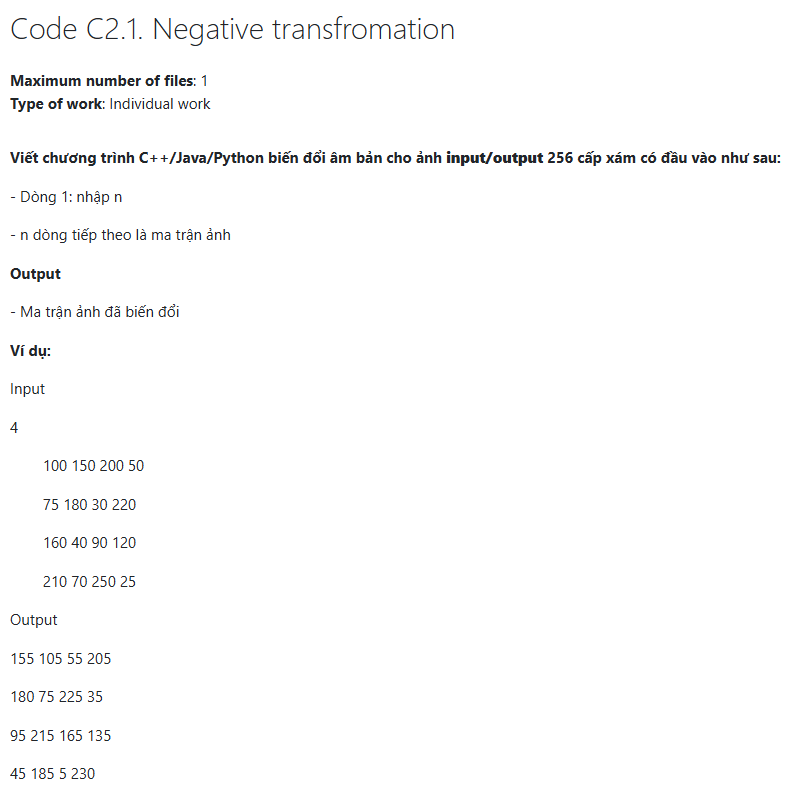 Code C2.1. Negative transfromation
Maximum number of files: 1
Type of work: Individual work
Viết chương trình C++/Java/Python biến đổi âm bản cho ảnh input/output 256 cấp xám có đầu vào như sau:
- Dòng 1: nhập n
- n dòng tiếp theo là ma trận ảnh
Output
- Ma trận ảnh đã biến đổi
Ví dụ:
Input
4
100 150 200 50
75 180 30 220
160 40 90 120
210 70 250 25
Output
155 105 55 205
180 75 225 35
95 215 165 135
45 185 5 230